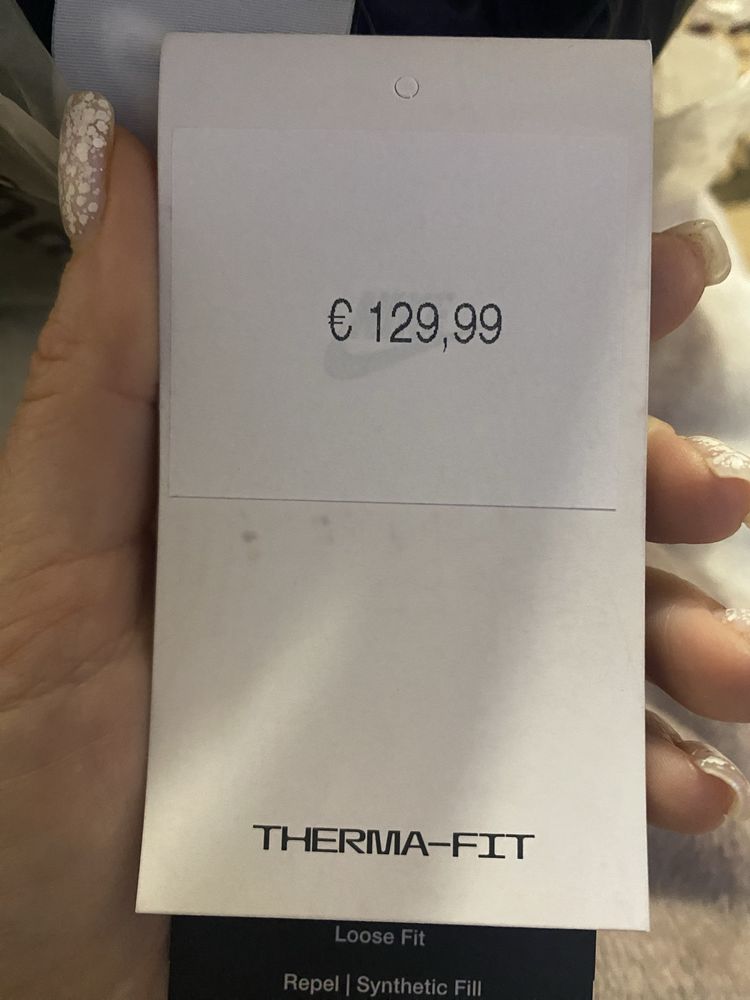 € 129,99
THERMA-FIT
Loose Fit
Repel | Synthetic Fill